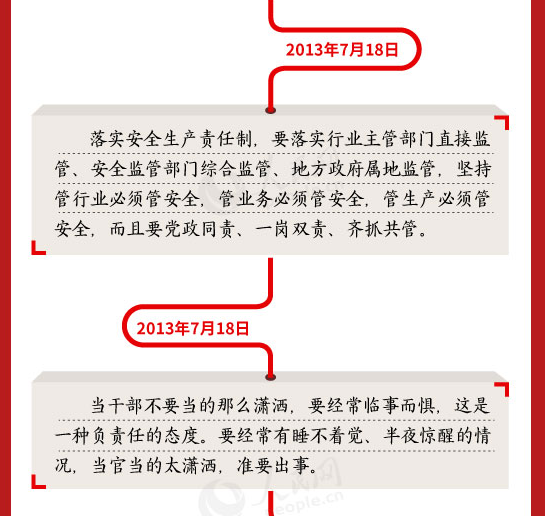 2013年7月18日
落实安全生产责任制，要落实行业主管部门直接监
管、安全监管部门综合监管、地方政府属地监管，坚持
管行业必须管安全，管业务必须管安全，管生产必须管
安全，而且要党政同责、一岗双责、齐抓共管。
2013年7月18日
当干部不要当的那么潇洒，要经常临事而惧，这是
一种负责任的态度。要经常有睡不着觉、半夜惊醒的情
况，当官当的太潇洒，准要出事。
人民网
people.cn